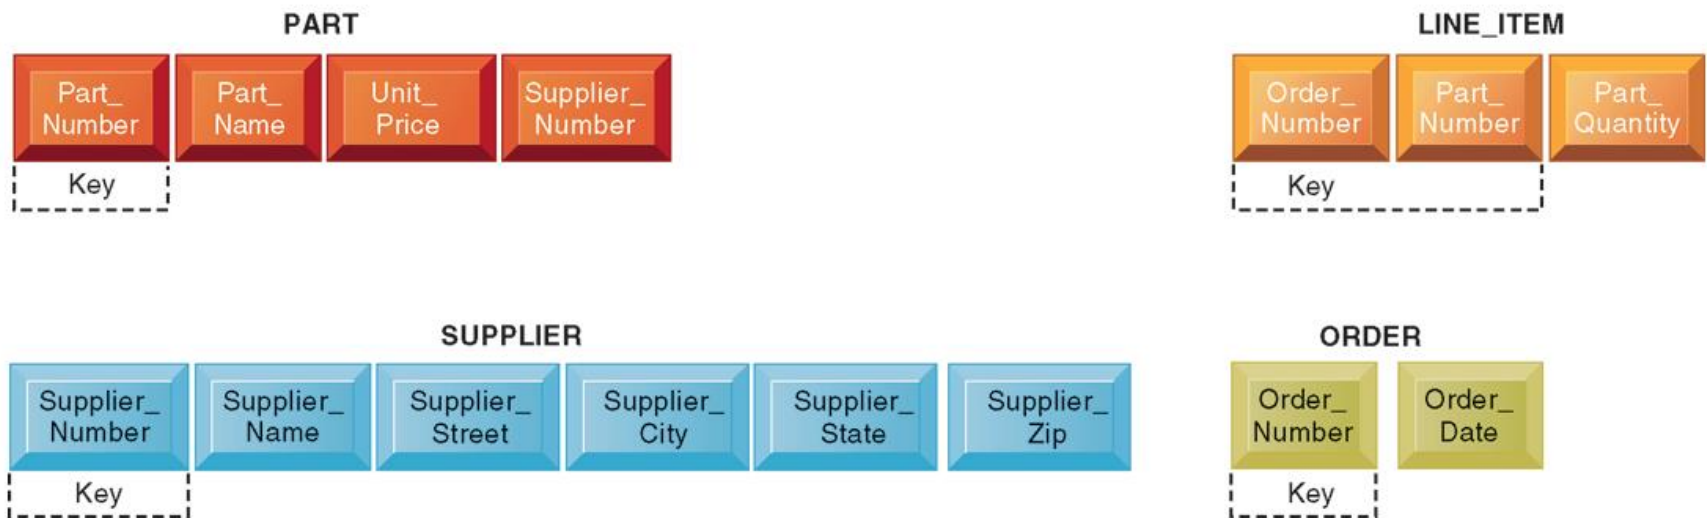 PART
Part_
Number
Part_
Name
Unit_
Price
Supplier_
Number
Key
LINE_ITEM
Order_
Number
Part_
Number
Part_
Quantity
Key
SUPPLIER
Supplier_
Number
Supplier_
Name
Supplier_
Street
Supplier_
City
Supplier_
State
Supplier_
Zip
Key
ORDER
Order_
Number
Order_
Date
Key